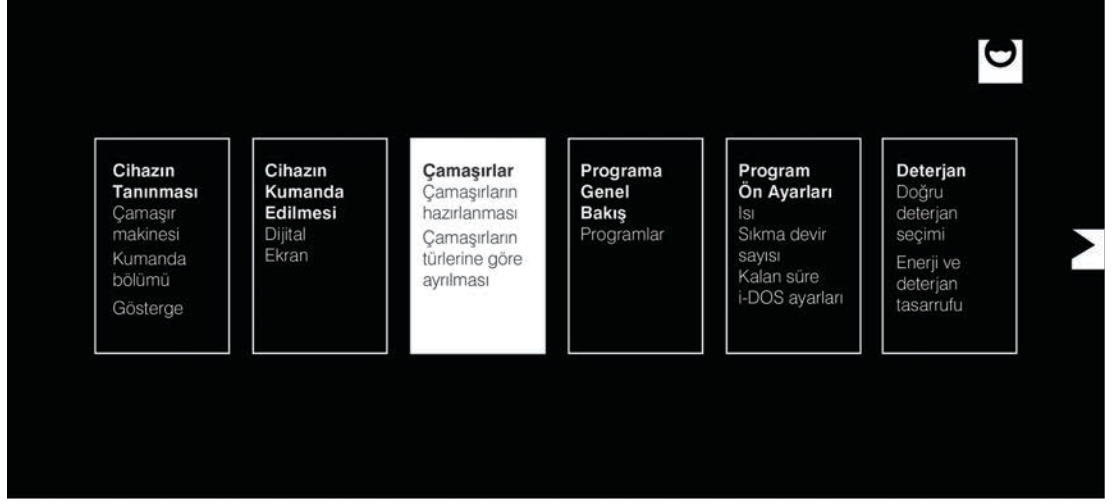 Cihazın
Tanınması
Çamaşır
makinesi
Kumanda
bölümü
Gösterge
Cihazın
Kumanda
Edilmesi
Dijital
Ekran
Çamaşırlar
Çamaşırların
hazırlanması
Çamaşırların
türlerine göre
ayrılması
Programa
Genel
Bakış
Programlar
Program
Ön Ayarları
Isı
Sıkma devir
sayısı
Kalan süre
i-DOS ayarları
Deterjan
Doğru
deterjan
seçimi
Enerji ve
deterjan
tasarrufu